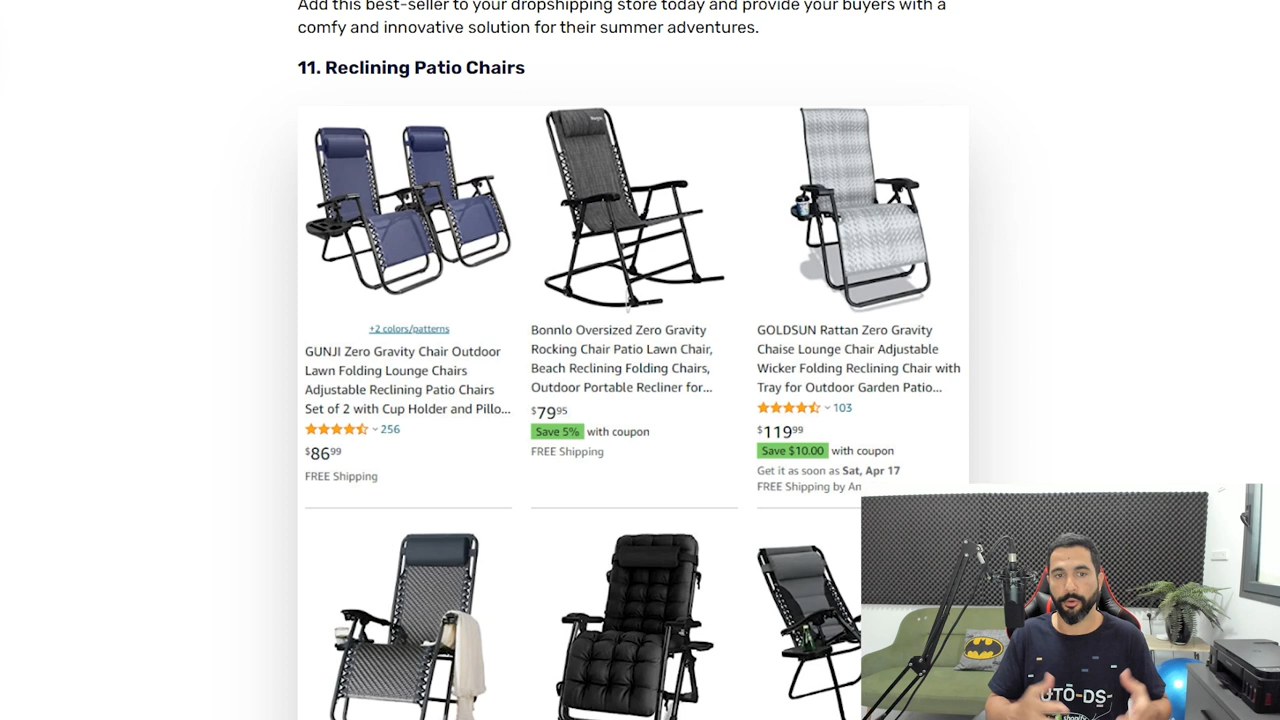 Add this best-seller to your dropshipping store today and provide your buyers with a
comfy and innovative solution for their summer adventures.
11. Reclining Patio Chairs
+2 colors/patterns
GUNJI Zero Gravity Chair Outdoor
Lawn Folding Lounge Chairs
Adjustable Reclining Patio Chairs
Set of 2 with Cup Holder and Pillo...
256
$86.99
FREE Shipping
Bonnlo Oversized Zero Gravity
Rocking Chair Patio Lawn Chair,
Beach Reclining Folding Chairs,
Outdoor Portable Recliner for...
$79.95
Save 5% with coupon
FREE Shipping
GOLDSUN Rattan Zero Gravity
Chaise Lounge Chair Adjustable
Wicker Folding Reclining Chair with
Tray for Outdoor Garden Patio...
103
$119.99
Save $10.00 with coupon
Get it as soon as Sat, Apr 17
FREE Shipping by
UTO-DS-
shopify